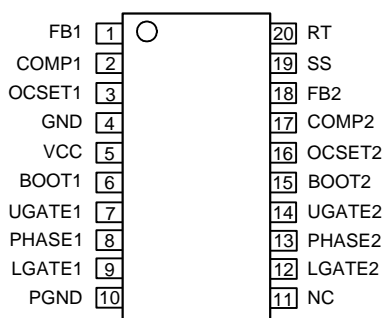 FB1 1 20 RT
COMP1 2 19 SS
OCSET1 3 18 FB2
GND 4 17 COMP2
VCC 5 16 OCSET2
BOOT1 6 15 BOOT2
UGATE1 7 14 UGATE2
PHASE1 8 13 PHASE2
LGATE1 9 12 LGATE2
PGND 10 11 NC